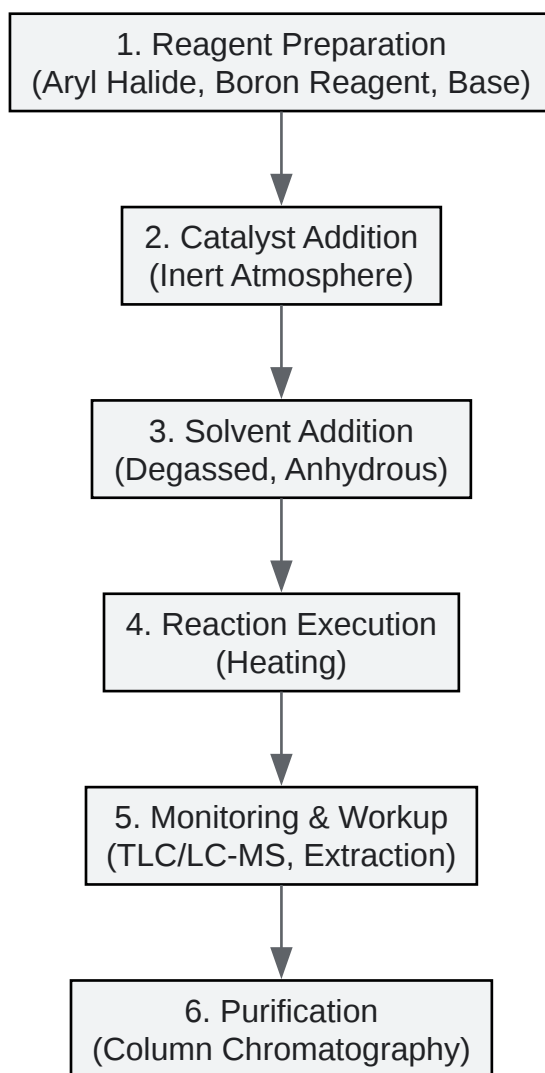 1. Reagent Preparation
(Aryl Halide, Boron Reagent, Base)
2. Catalyst Addition
(Inert Atmosphere)
3. Solvent Addition
(Degassed, Anhydrous)
4. Reaction Execution
(Heating)
5. Monitoring & Workup
(TLC/LC-MS, Extraction)
6. Purification
(Column Chromatography)